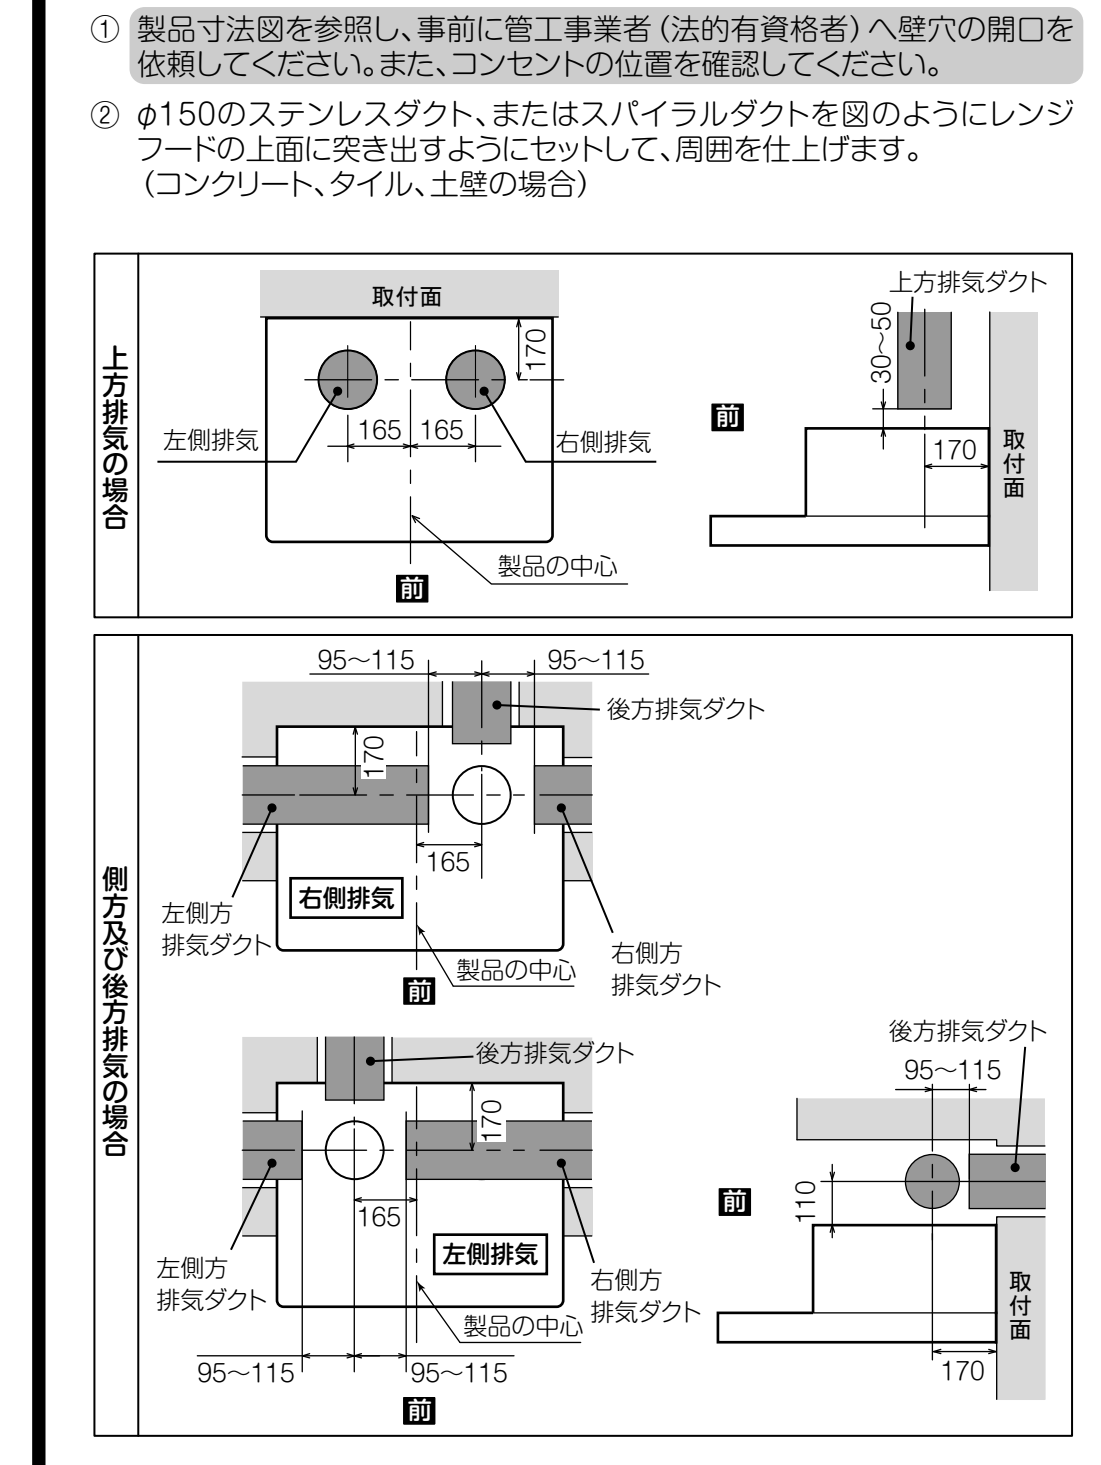 ① 製品寸法図を参照し、事前に管工事業者（法的有資格者）へ壁穴の開口を
依頼してください。また、コンセントの位置を確認してください。
② φ150のステンレスダクト、またはスパイラルダクトを図のようにレンジ
フードの上面に突き出すようにセットして、周囲を仕上げます。
（コンクリート、タイル、土壁の場合）
上方排気の場合
取付面
170
165
165
左側排気
右側排気
製品の中心
前
上方排気ダクト
30〜50
前
170
取付面
側方及び後方排気の場合
95〜115
95〜115
後方排気ダクト
170
165
右側排気
左側方
排気ダクト
製品の中心
右側方
排気ダクト
前
後方排気ダクト
170
165
左側排気
左側方
排気ダクト
製品の中心
右側方
排気ダクト
95〜115
95〜115
前
後方排気ダクト
95〜115
前
110
取付面
170